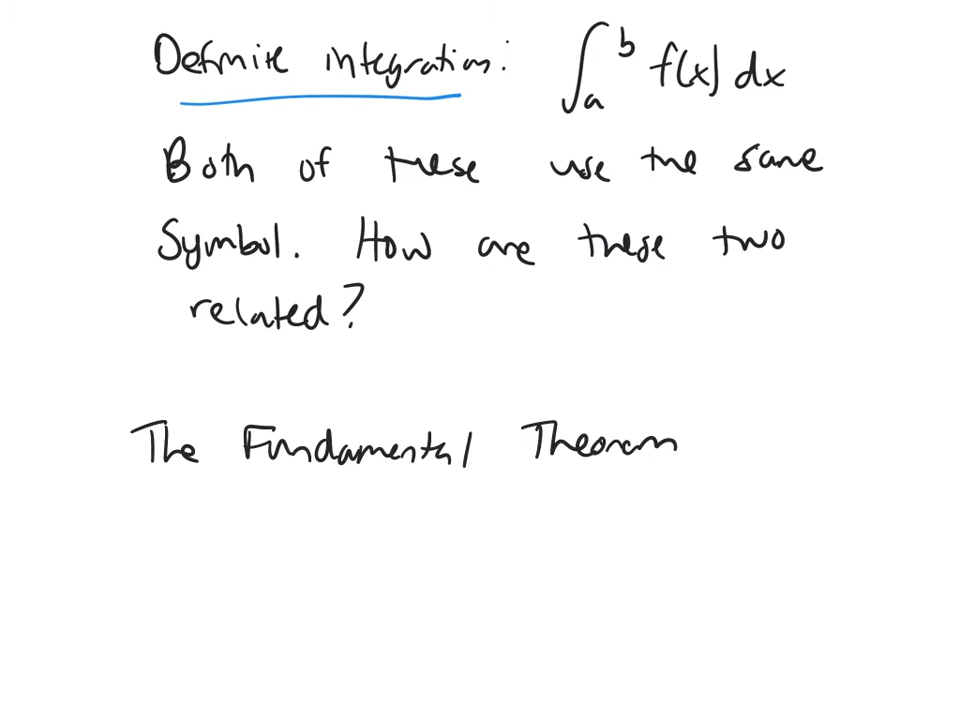 Definite integration: ∫_a^b f(x) dx
Both of these use the same
Symbol. How are these two
related?
The Fundamental Theorem